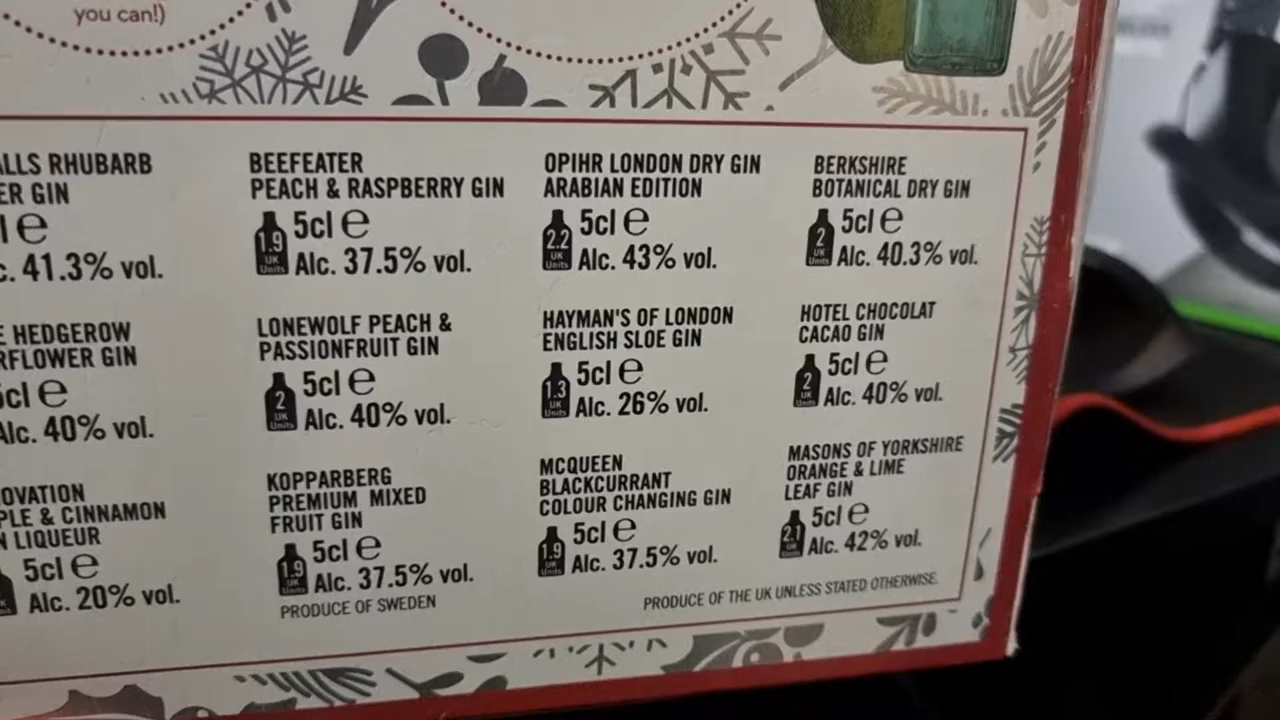 you can!)
ALLS RHUBARB
ER GIN
l e
c. 41.3% vol.
BEEFEATER
PEACH & RASPBERRY GIN
1.9
UK
Units
5cl e
Alc. 37.5% vol.
OPIHR LONDON DRY GIN
ARABIAN EDITION
2.2
UK
Units
5cl e
Alc. 43% vol.
BERKSHIRE
BOTANICAL DRY GIN
2
UK
Units
5cl e
Alc. 40.3% vol.
E HEDGEROW
RFLOWER GIN
5cl e
Alc. 40% vol.
LONEWOLF PEACH &
PASSIONFRUIT GIN
2
UK
Units
5cl e
Alc. 40% vol.
HAYMAN'S OF LONDON
ENGLISH SLOE GIN
1.3
UK
Units
5cl e
Alc. 26% vol.
HOTEL CHOCOLAT
CACAO GIN
2
UK
Units
5cl e
Alc. 40% vol.
OVATION
PLE & CINNAMON
N LIQUEUR
5cl e
Alc. 20% vol.
KOPPARBERG
PREMIUM MIXED
FRUIT GIN
1.9
UK
Units
5cl e
Alc. 37.5% vol.
PRODUCE OF SWEDEN
MCQUEEN
BLACKCURRANT
COLOUR CHANGING GIN
1.9
UK
Units
5cl e
Alc. 37.5% vol.
MASONS OF YORKSHIRE
ORANGE & LIME
LEAF GIN
2.1
UK
Units
5cl e
Alc. 42% vol.
PRODUCE OF THE UK UNLESS STATED OTHERWISE.